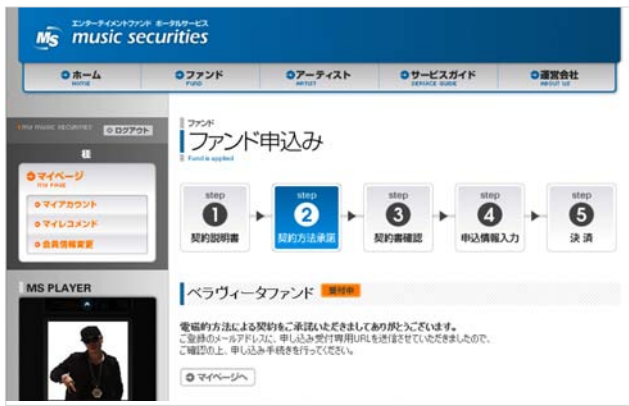 エンターテイメントファンド ポータルサービス
Ms music securities
ホーム
HOME
ファンド
FUND
アーティスト
ARTIST
サービスガイド
SERVICE GUIDE
運営会社
ABOUT US
my music securities
ログアウト
様
マイページ
MY PAGE
マイアカウント
マイレコメンド
会員情報変更
MS PLAYER
ファンド
ファンド申込み
Fund is applied
step
1
契約説明書
step
2
契約方法承諾
step
3
契約書確認
step
4
申込情報入力
step
5
決 済
ベラヴィータファンド 受付中
電磁的方法による契約をご承諾いただきましてありがとうございます。
ご登録のメールアドレスに、申し込み受付専用URLを送信させていただきましたので、
ご確認の上、申し込み手続きを行ってください。
マイページへ